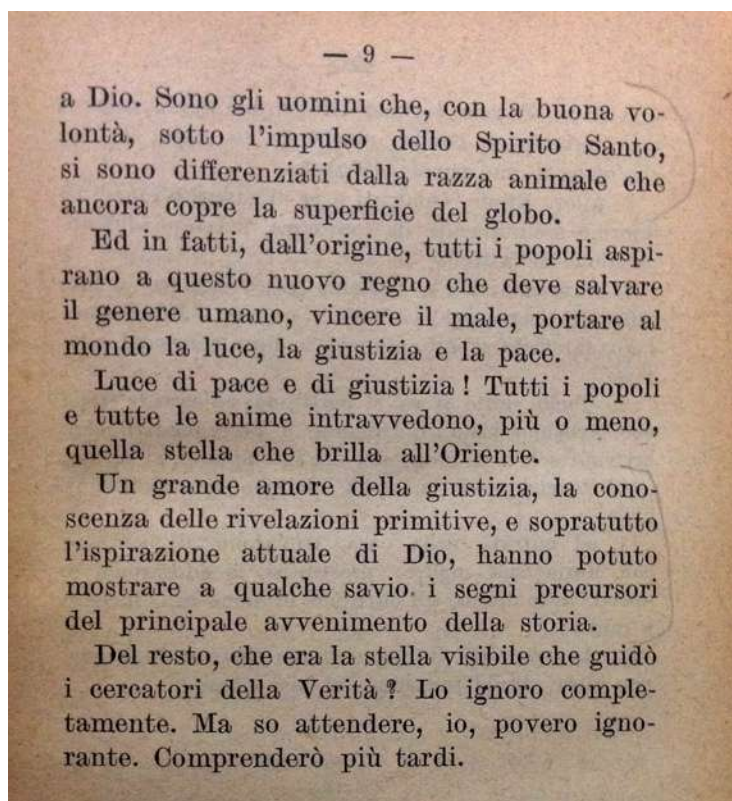 — 9 —
a Dio. Sono gli uomini che, con la buona vo-
lontà, sotto l'impulso dello Spirito Santo,
si sono differenziati dalla razza animale che
ancora copre la superficie del globo.
Ed in fatti, dall'origine, tutti i popoli aspi-
rano a questo nuovo regno che deve salvare
il genere umano, vincere il male, portare al
mondo la luce, la giustizia e la pace.
Luce di pace e di giustizia ! Tutti i popoli
e tutte le anime intravvedono, più o meno,
quella stella che brilla all'Oriente.
Un grande amore della giustizia, la cono-
scenza delle rivelazioni primitive, e sopratutto
l'ispirazione attuale di Dio, hanno potuto
mostrare a qualche savio i segni precursori
del principale avvenimento della storia.
Del resto, che era la stella visibile che guidò
i cercatori della Verità ? Lo ignoro comple-
tamente. Ma so attendere, io, povero igno-
rante. Comprenderò più tardi.